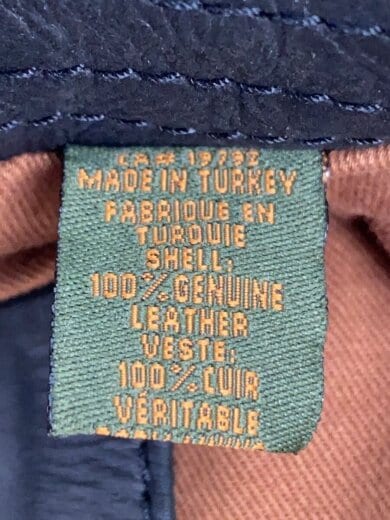 CA# 19792
MADE IN TURKEY
FABRIQUE EN
TURQUIE
SHELL:
100% GENUINE
LEATHER
VESTE:
100% CUIR
VÉRITABLE